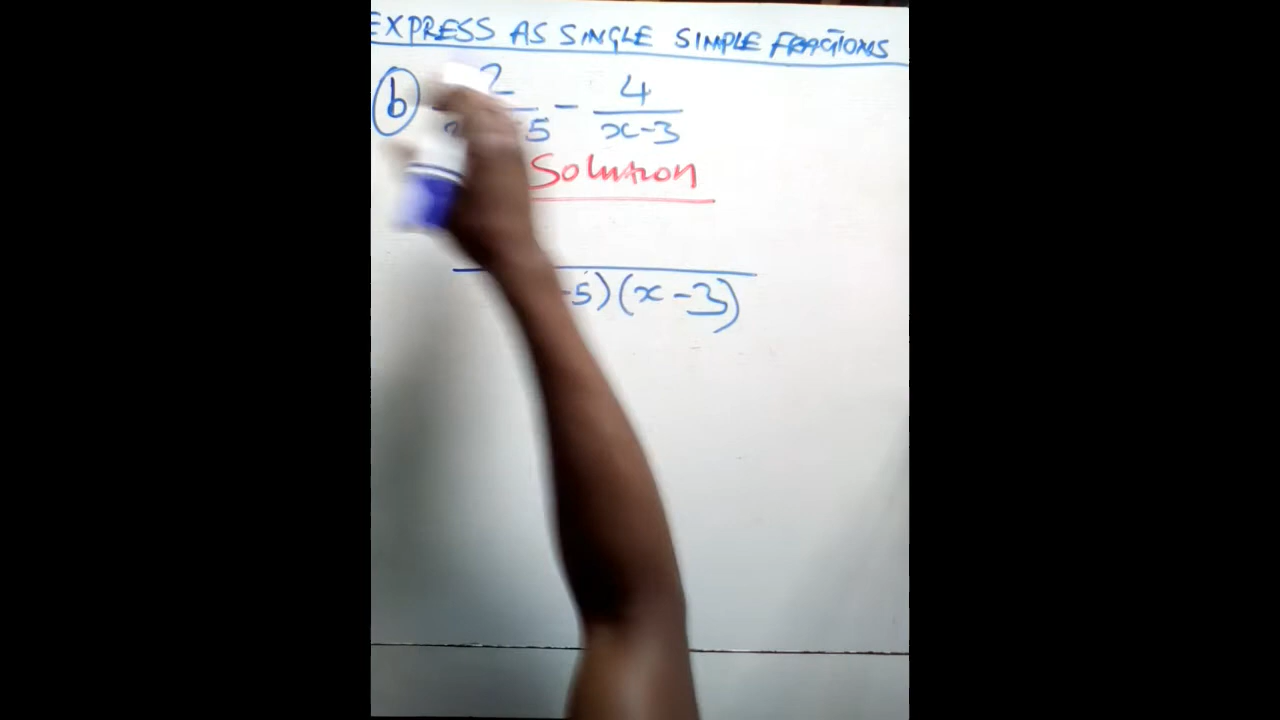 EXPRESS AS SINGLE SIMPLE FRACTIONS
b 2 - 4
5 x-3
Solution
-5)(x-3)